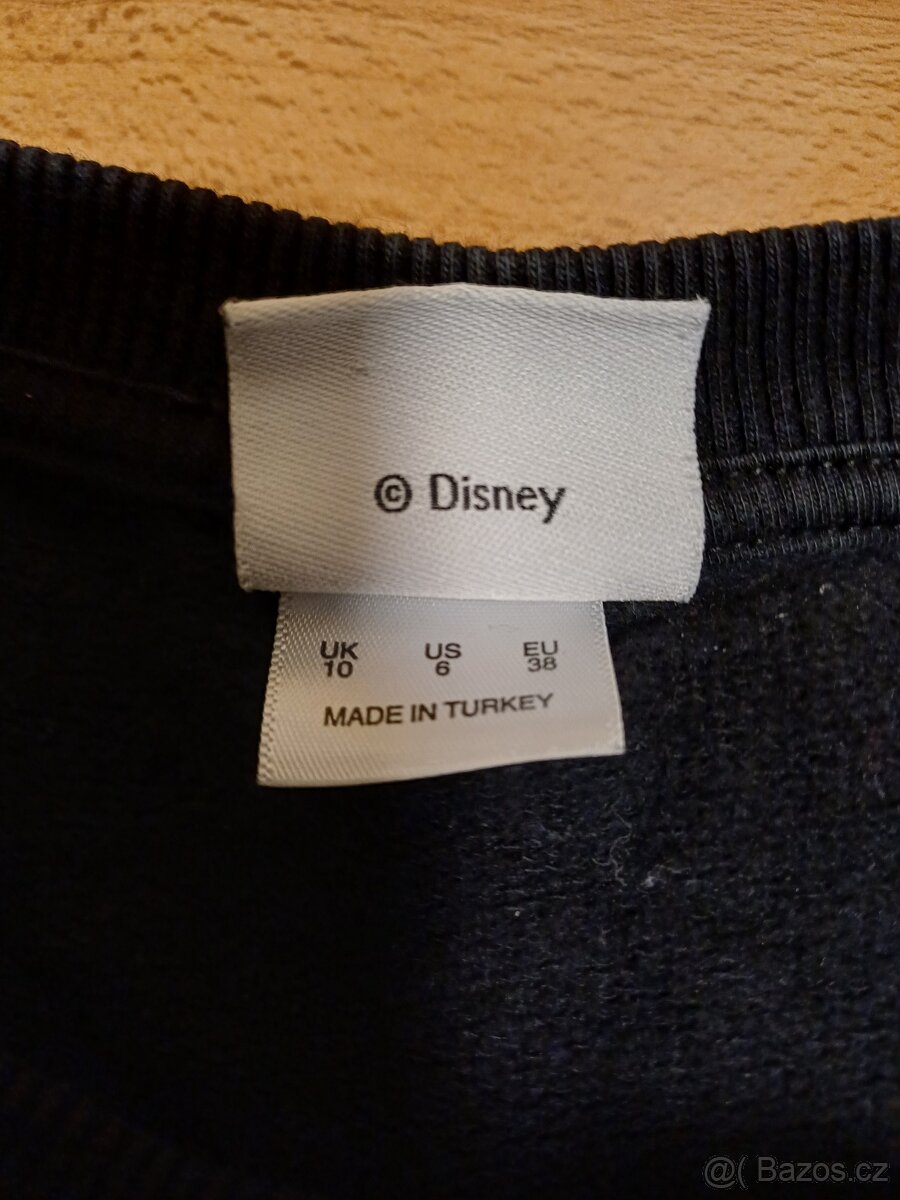 © Disney
UK US EU
10 6 38
MADE IN TURKEY
@( Bazos.cz